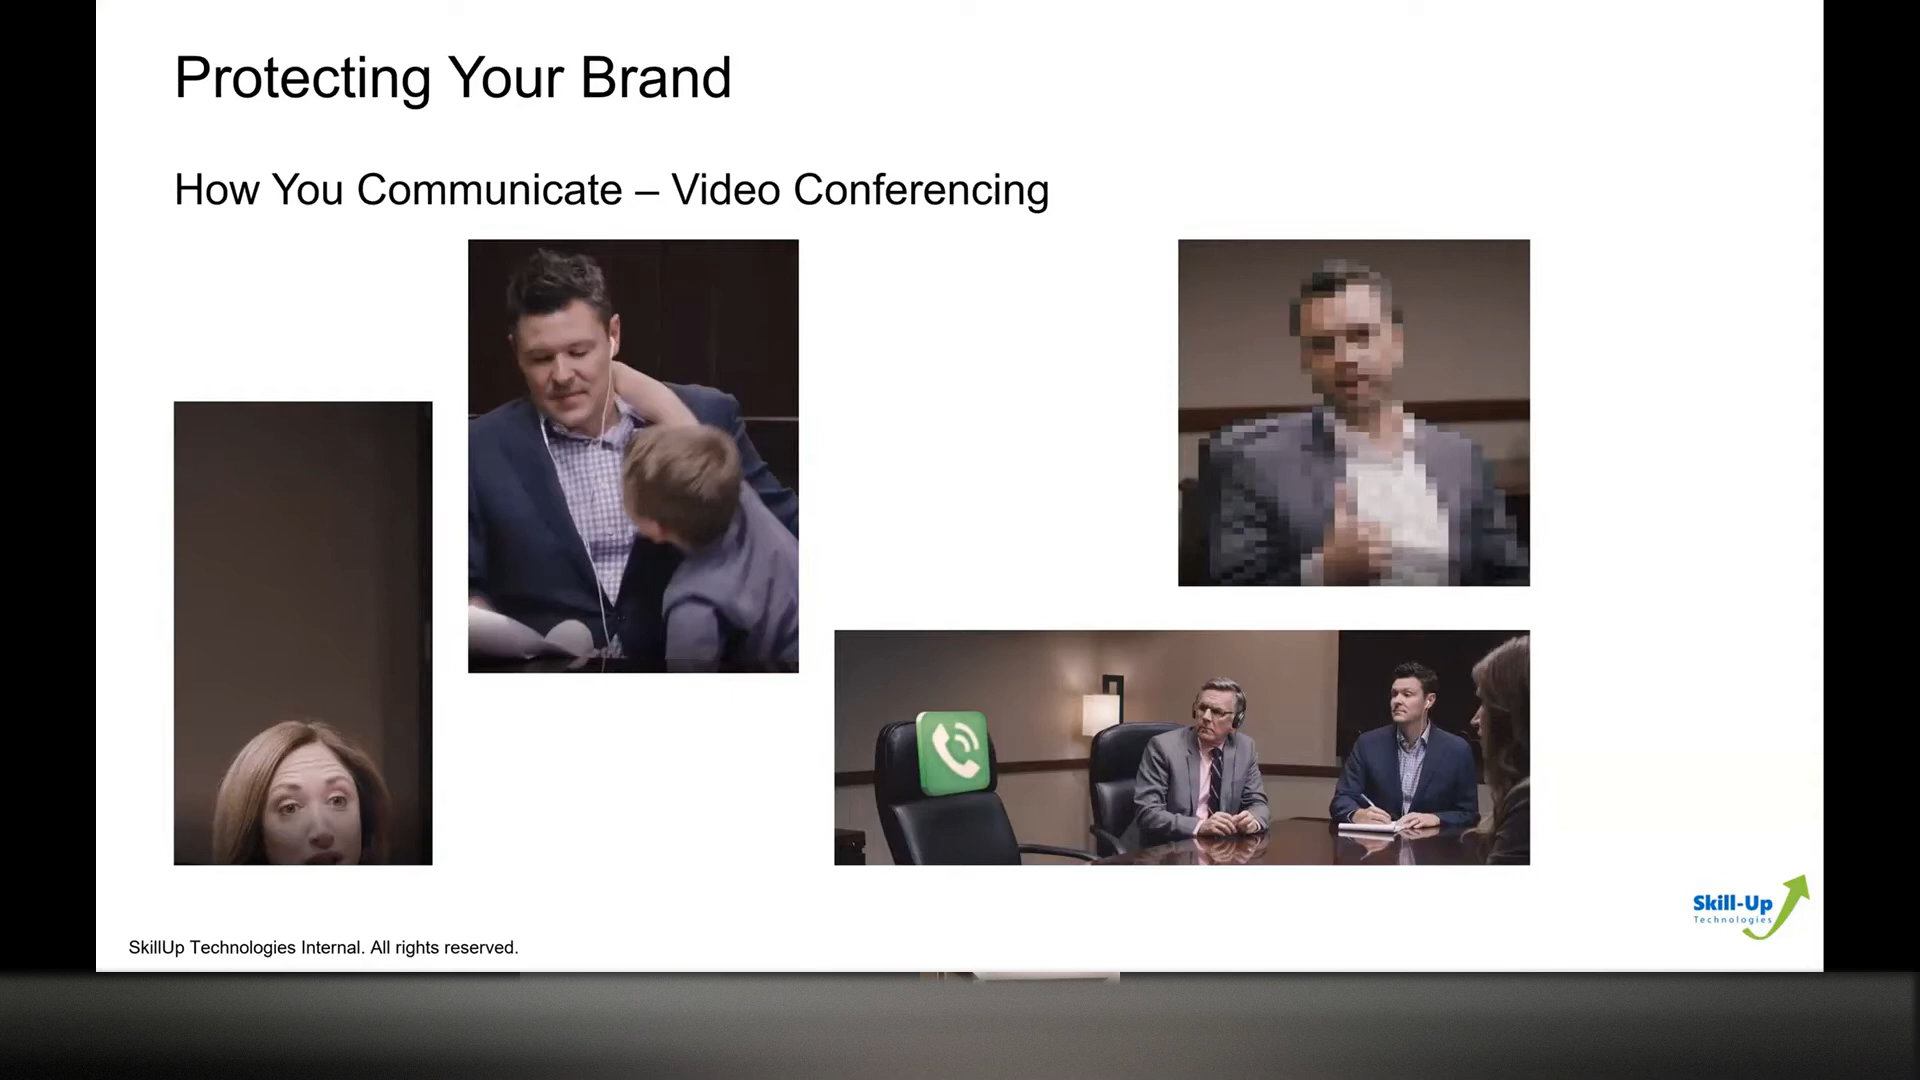 Protecting Your Brand
How You Communicate – Video Conferencing
Skill-Up
Technologies
SkillUp Technologies Internal. All rights reserved.